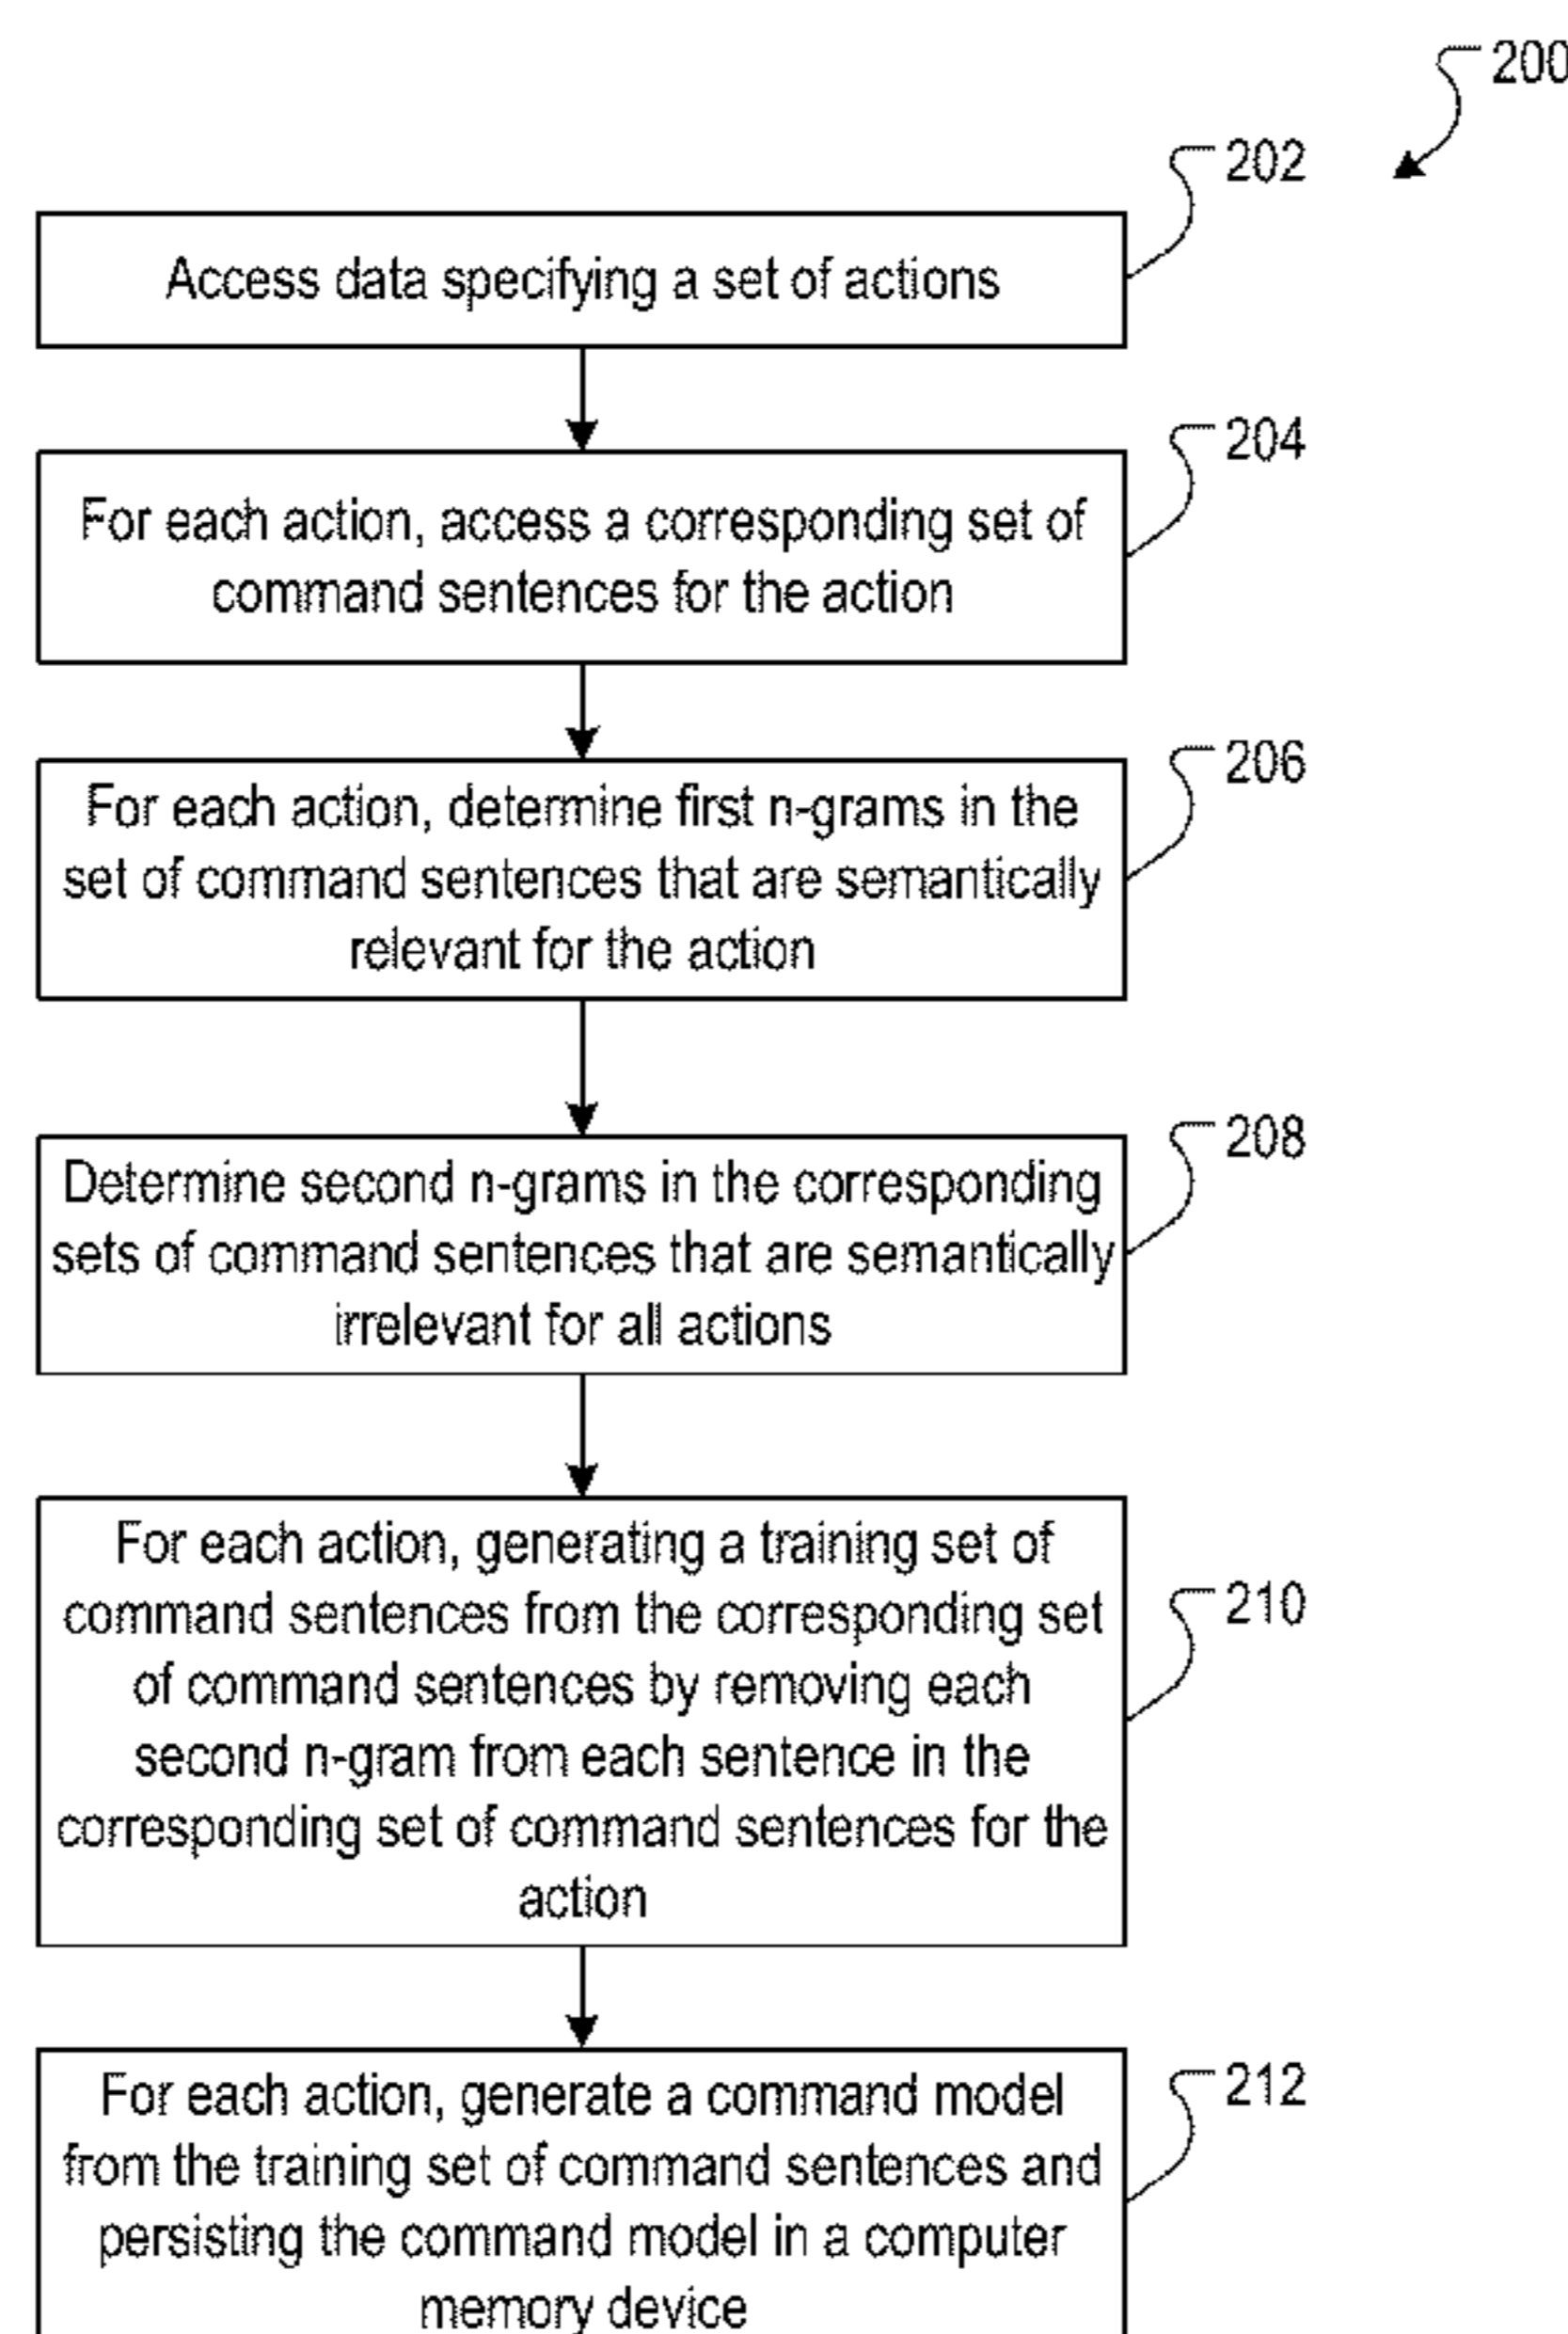 200
202
Access data specifying a set of actions
204
For each action, access a corresponding set of
command sentences for the action
206
For each action, determine first n-grams in the
set of command sentences that are semantically
relevant for the action
208
Determine second n-grams in the corresponding
sets of command sentences that are semantically
irrelevant for all actions
210
For each action, generating a training set of
command sentences from the corresponding set
of command sentences by removing each
second n-gram from each sentence in the
corresponding set of command sentences for the
action
212
For each action, generate a command model
from the training set of command sentences and
persisting the command model in a computer
memory device